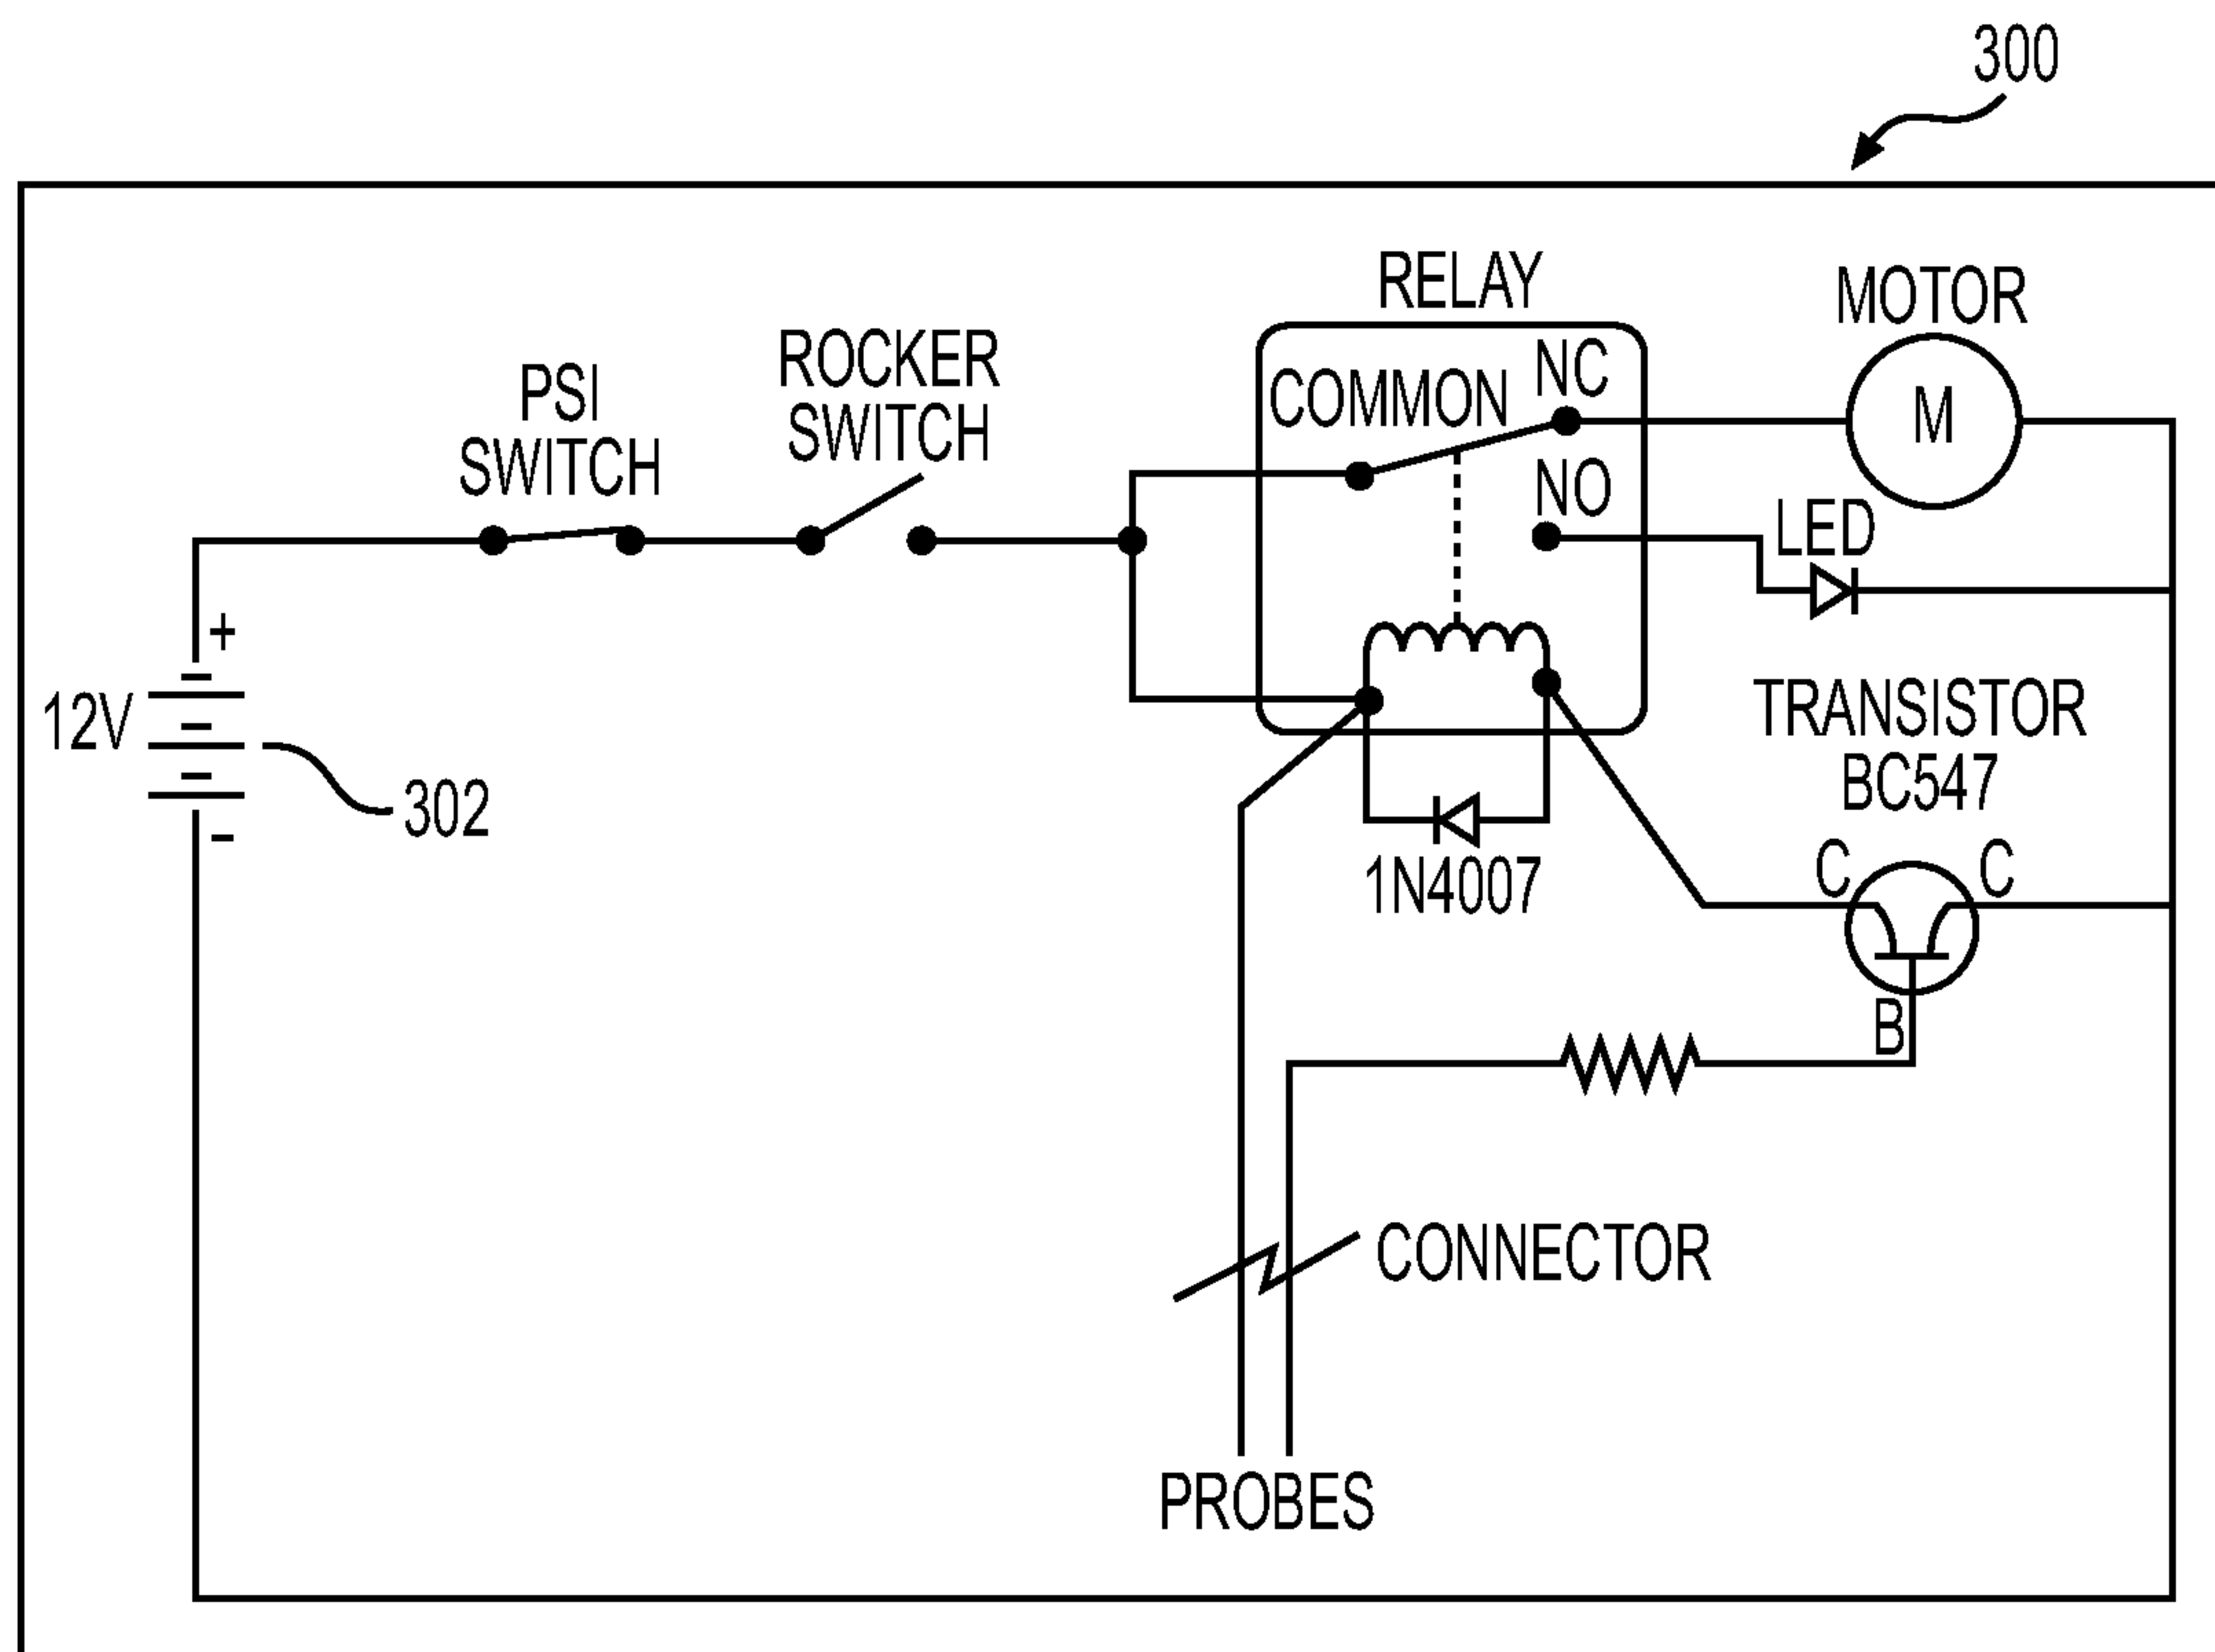 300
RELAY
MOTOR
NC
COMMON
M
PSI
SWITCH
ROCKER
SWITCH
NO
LED
+
12V
302
-
TRANSISTOR
BC547
1N4007
C
C
B
CONNECTOR
PROBES